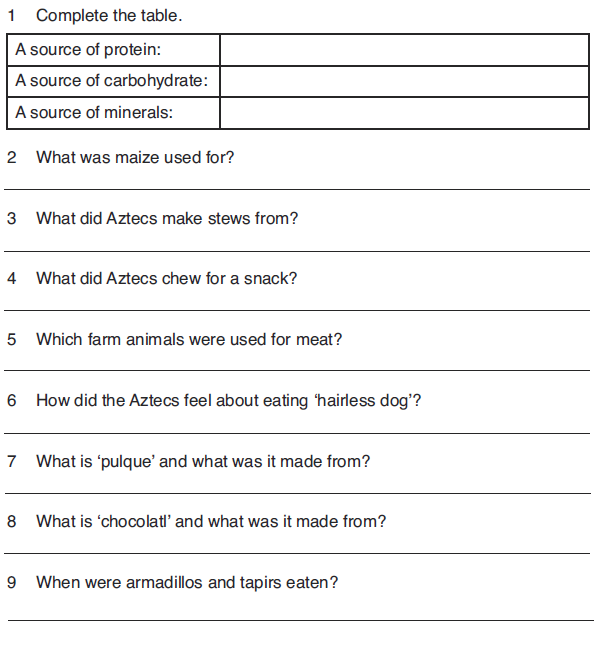 1 Complete the table.
A source of protein:
A source of carbohydrate:
A source of minerals:
2 What was maize used for?
3 What did Aztecs make stews from?
4 What did Aztecs chew for a snack?
5 Which farm animals were used for meat?
6 How did the Aztecs feel about eating ‘hairless dog’?
7 What is ‘pulque’ and what was it made from?
8 What is ‘chocolatl’ and what was it made from?
9 When were armadillos and tapirs eaten?